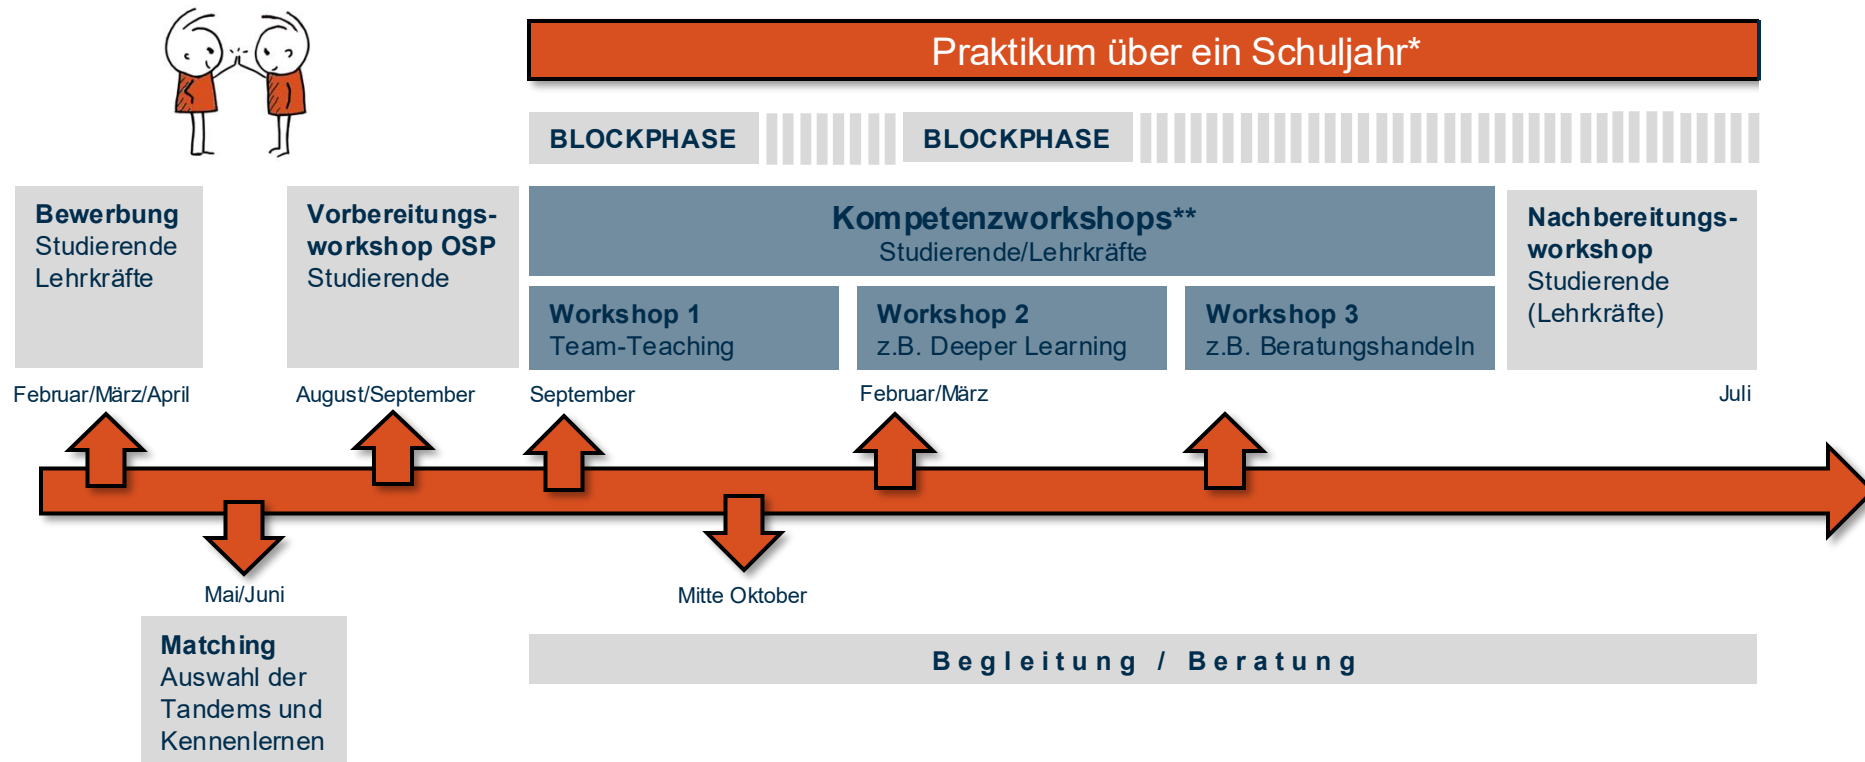 Praktikum über ein Schuljahr*
BLOCKPHASE
BLOCKPHASE
Bewerbung
Studierende
Lehrkräfte
Vorbereitungs-
workshop OSP
Studierende
Kompetenzworkshops**
Studierende/Lehrkräfte
Workshop 1
Team-Teaching
Workshop 2
z.B. Deeper Learning
Workshop 3
z.B. Beratungshandeln
Nachbereitungs-
workshop
Studierende
(Lehrkräfte)
Februar/März/April
August/September
September
Februar/März
Juli
Mai/Juni
Mitte Oktober
Matching
Auswahl der
Tandems und
Kennenlernen
Begleitung / Beratung